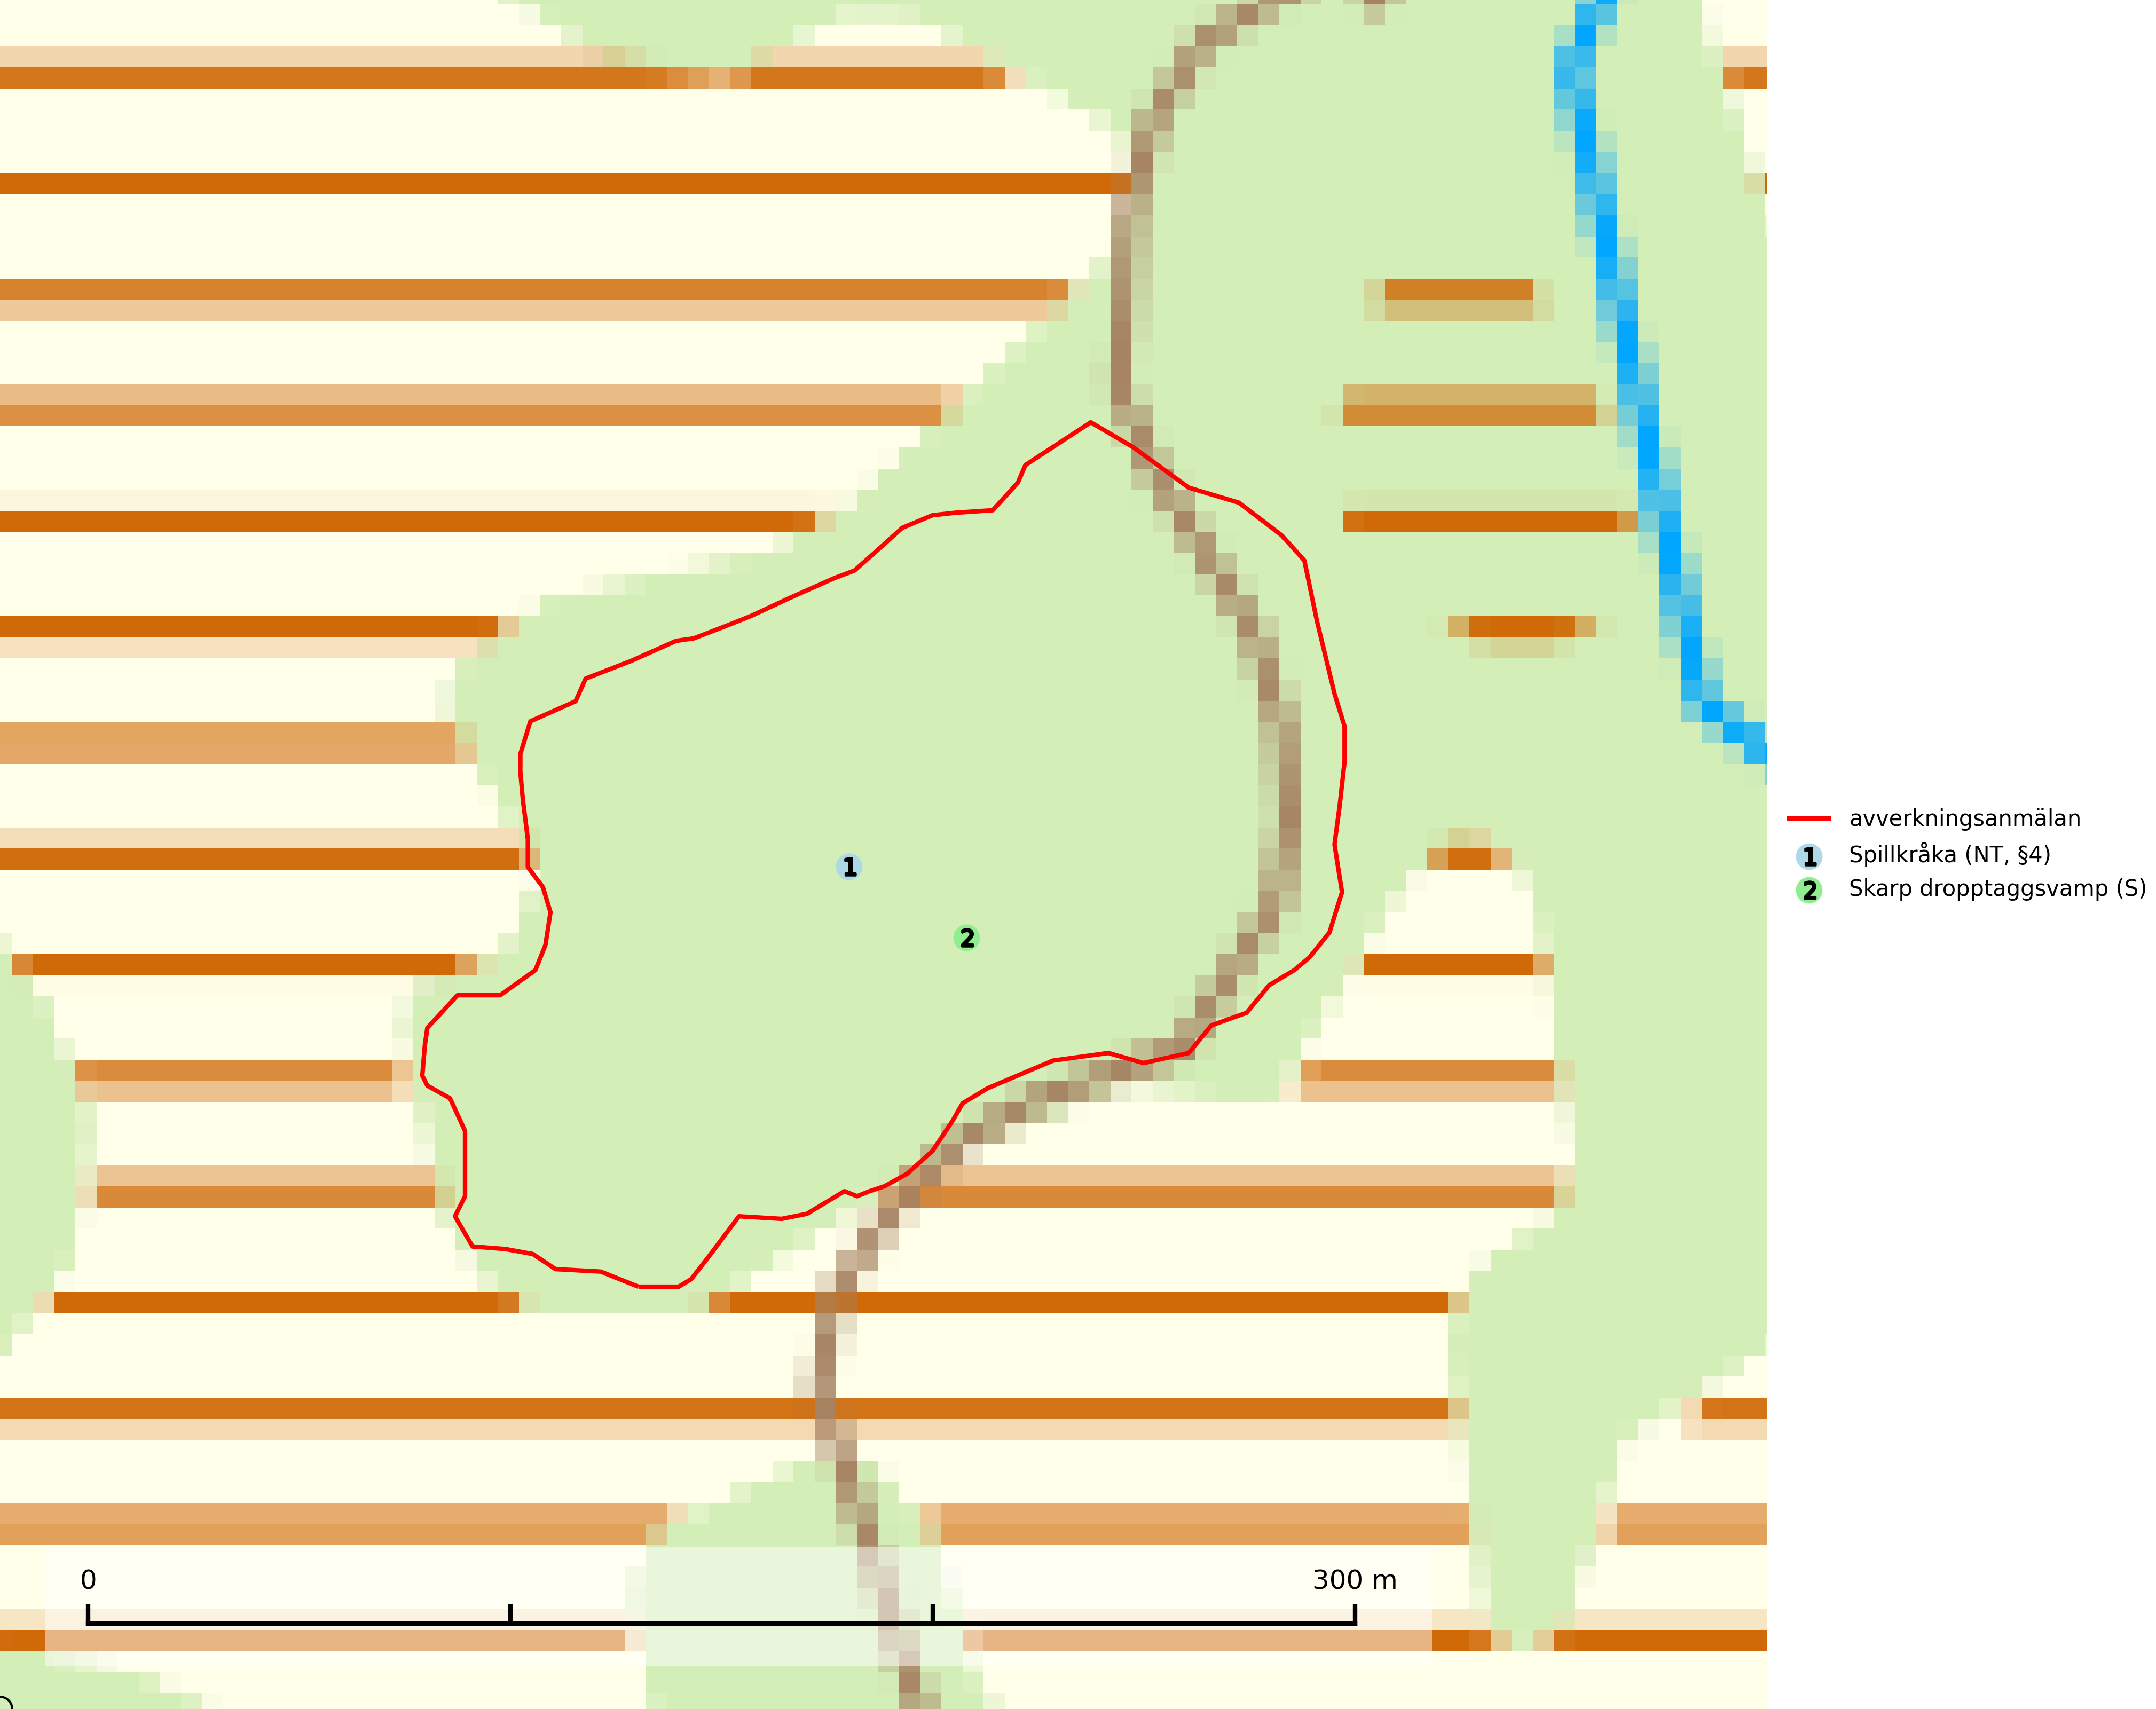 1
2
avverkningsanmälan
1 Spillkråka (NT, §4)
2 Skarp dropptaggsvamp (S)
0 300 m